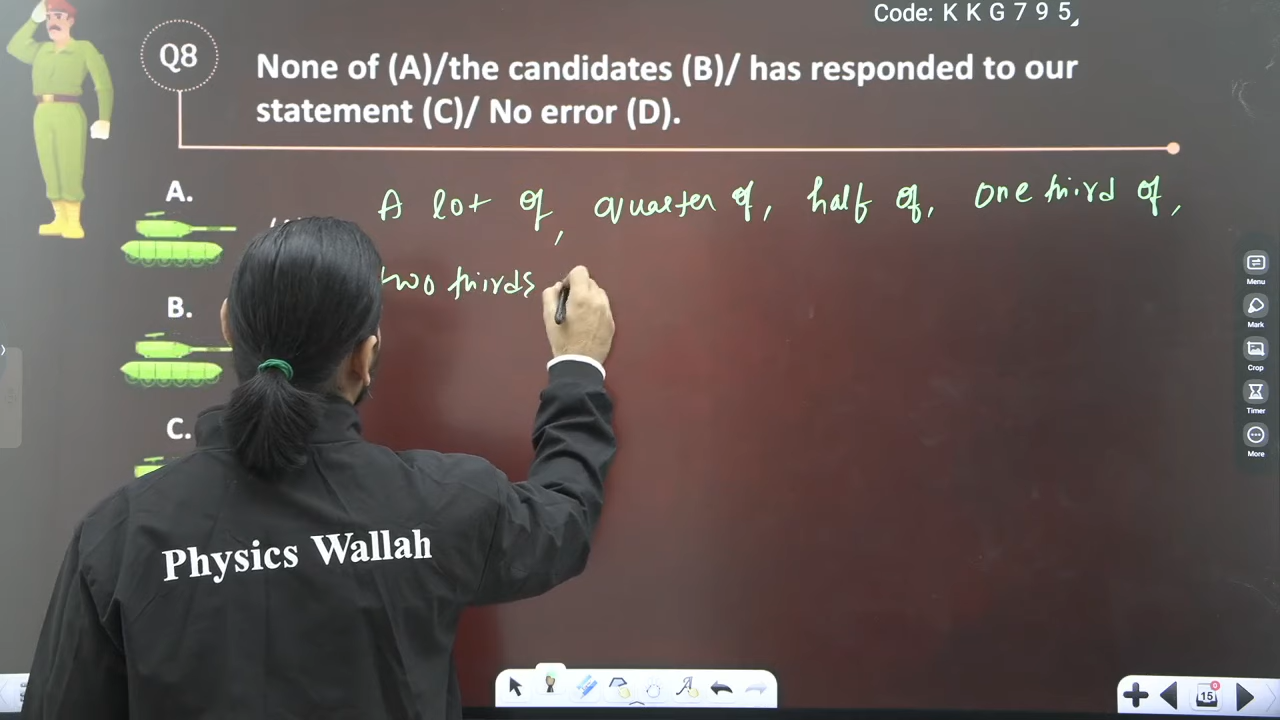 Code: K K G 7 9 5
Q8
None of (A)/the candidates (B)/ has responded to our
statement (C)/ No error (D).
A.
A lot of, quarter of, half of, one third of,
two thirds
B.
C.
Physics Wallah
Menu
Mark
Crop
Timer
More
15